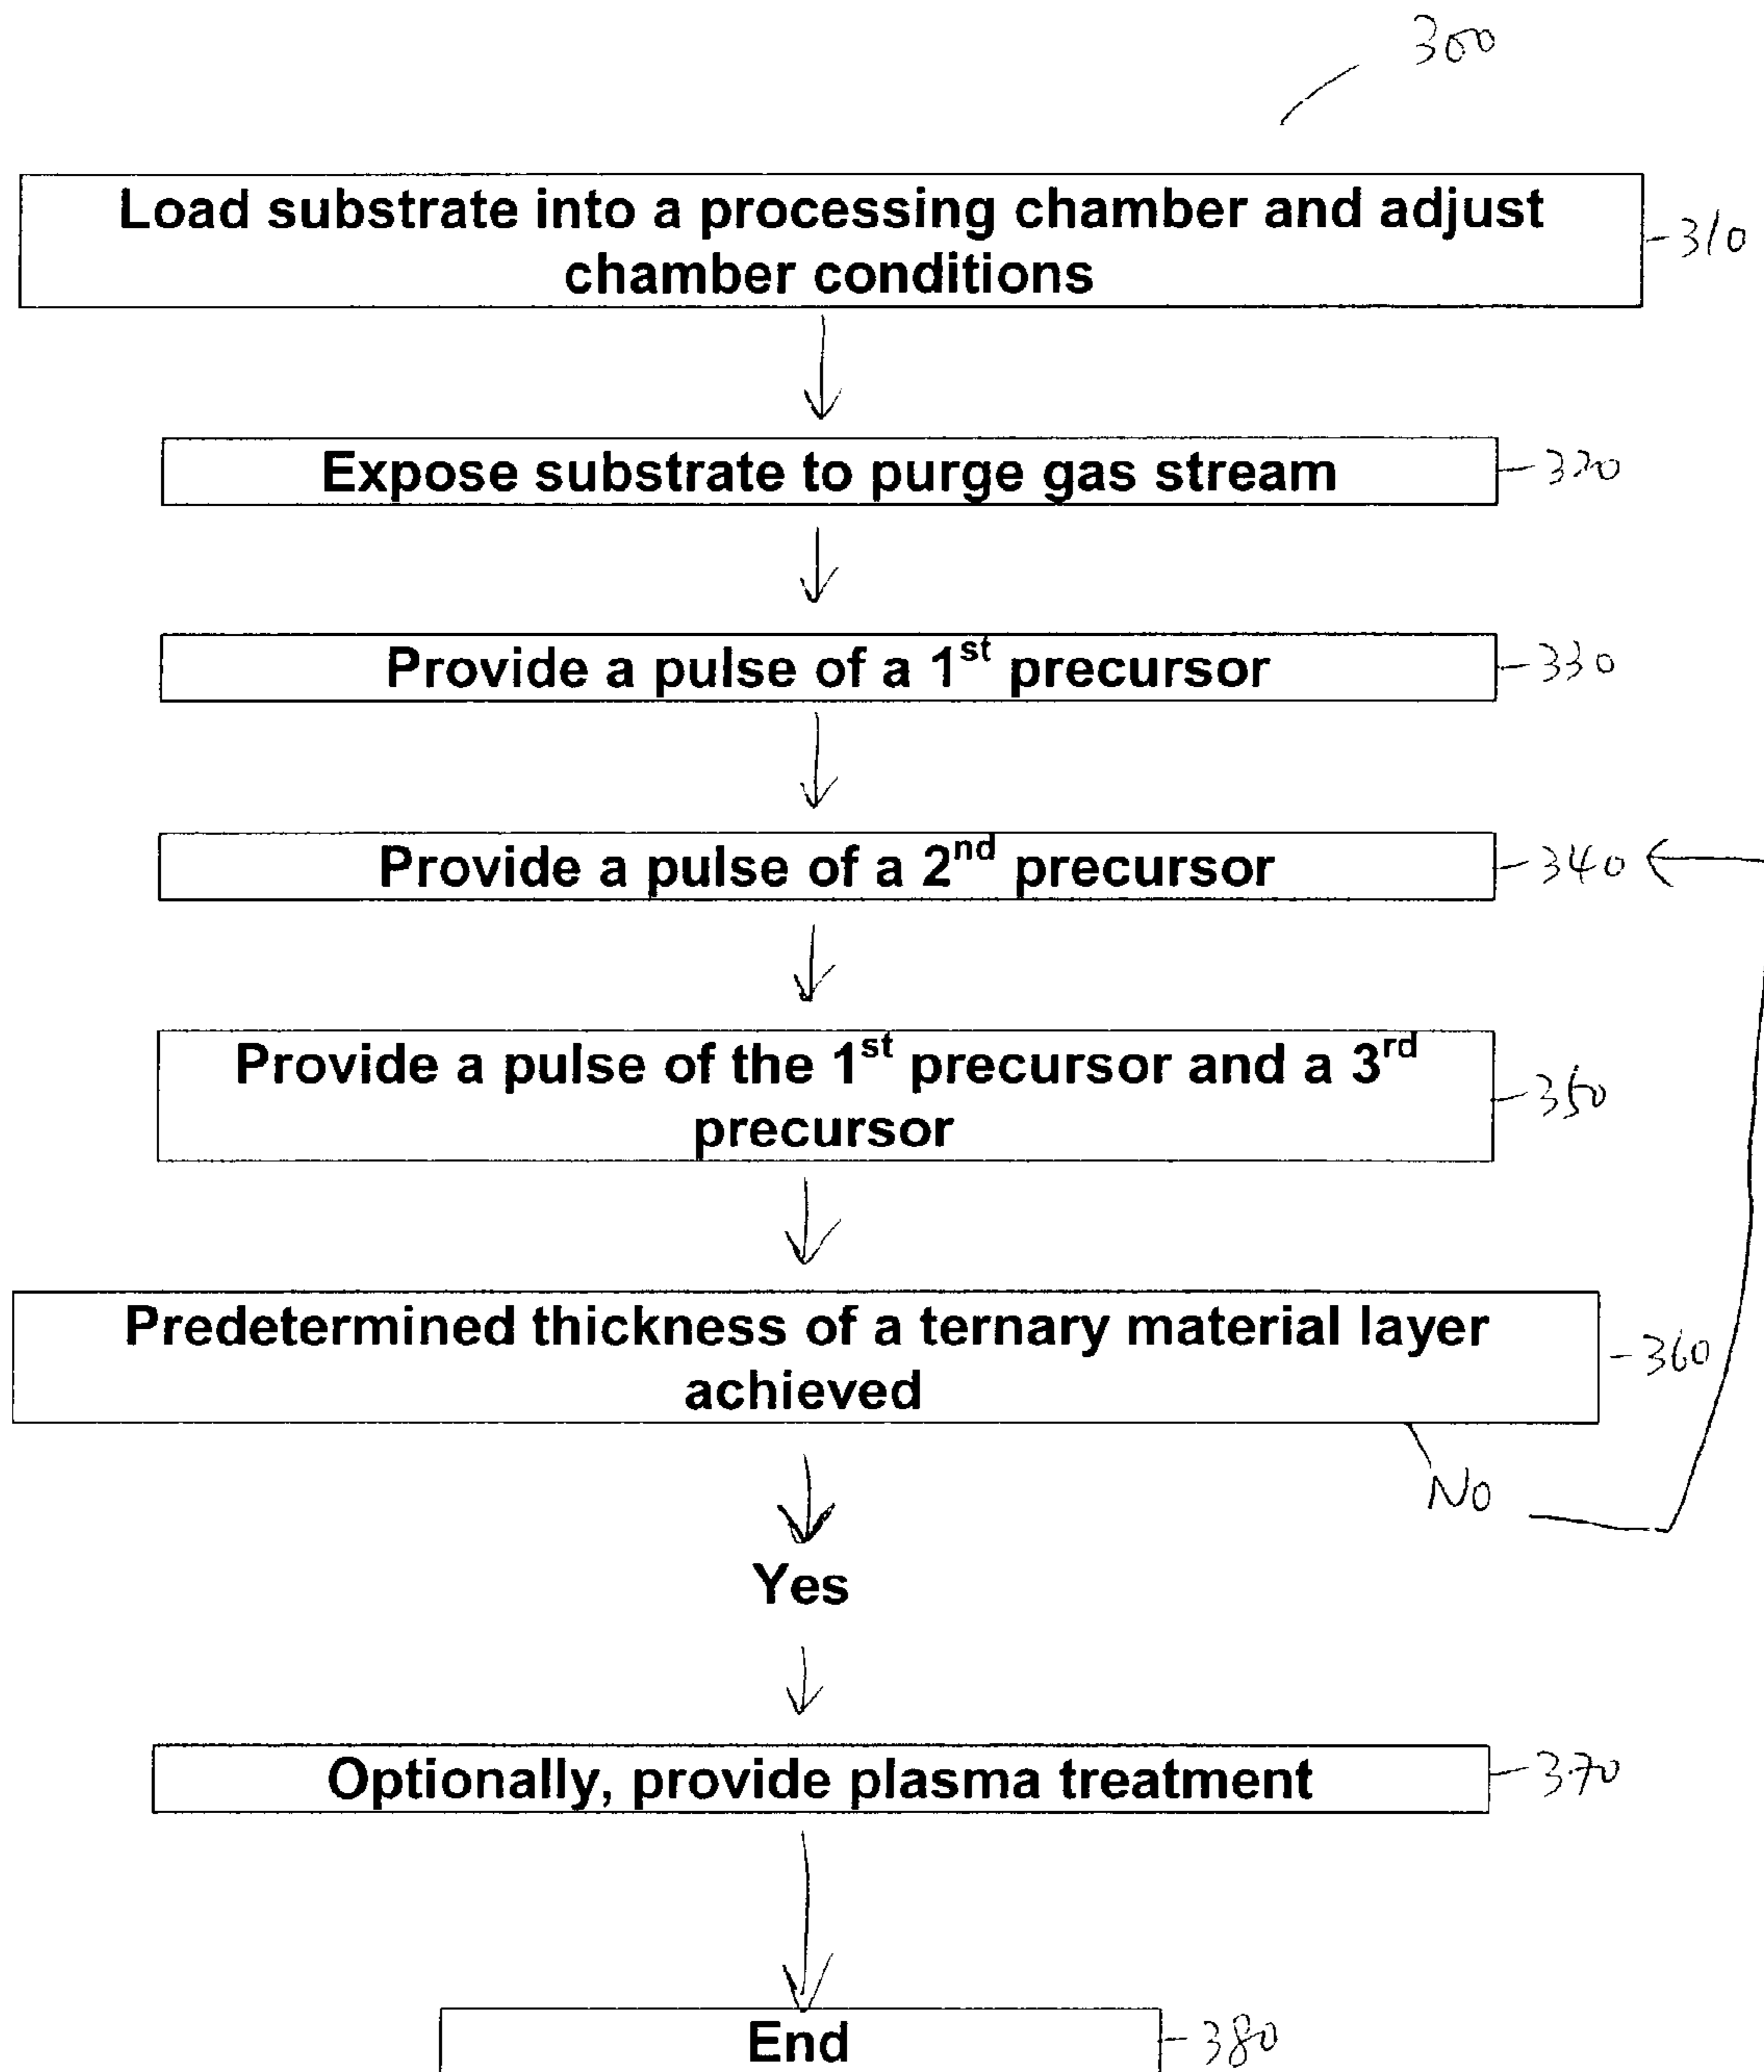 300
Load substrate into a processing chamber and adjust
chamber conditions
310
Expose substrate to purge gas stream
320
Provide a pulse of a 1st precursor
330
Provide a pulse of a 2nd precursor
340
Provide a pulse of the 1st precursor and a 3rd
precursor
350
Predetermined thickness of a ternary material layer
achieved
360
No
Yes
Optionally, provide plasma treatment
370
End
380